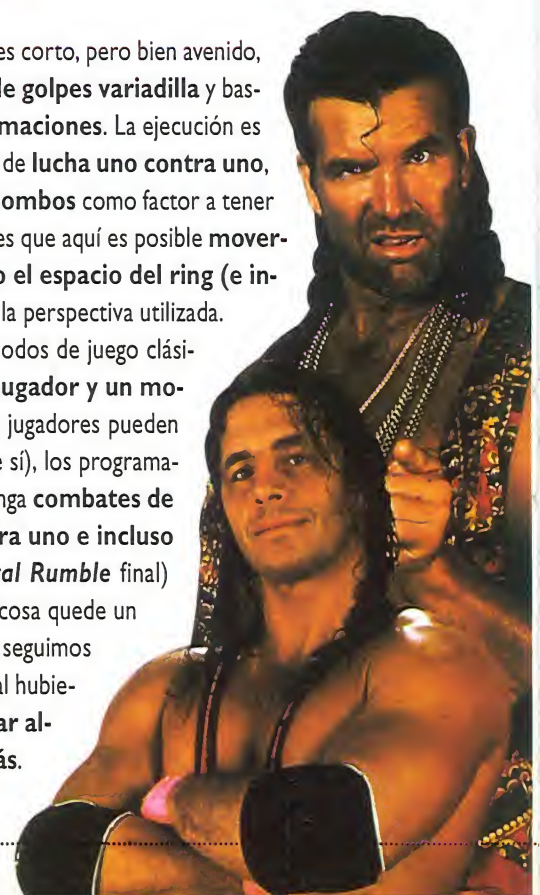 es corto, pero bien avenido,
le golpes variadilla y bas-
maciones. La ejecución es
de lucha uno contra uno,
ombos como factor a tener
es que aquí es posible mover-
o el espacio del ring (e in-
la perspectiva utilizada.
odos de juego clási-
ugador y un mo-
jugadores pueden
e sí), los programa-
nga combates de
ra uno e incluso
al Rumble final)
cosa quede un
seguimos
al hubie-
ar al-
ás.